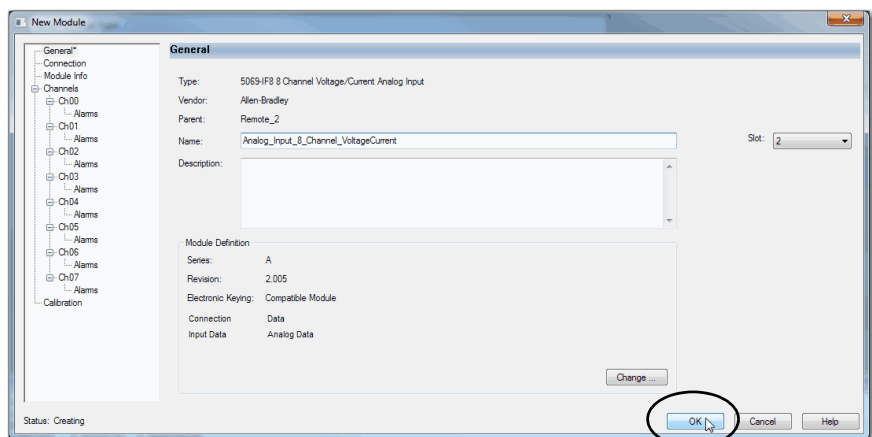 New Module
General*
Connection
Module Info
Channels
Ch00
Alarms
Ch01
Alarms
Ch02
Alarms
Ch03
Alarms
Ch04
Alarms
Ch05
Alarms
Ch06
Alarms
Ch07
Alarms
Calibration
General
Type: 5069-IF8 8 Channel Voltage/Current Analog Input
Vendor: Allen-Bradley
Parent: Remote_2
Name: Analog_Input_8_Channel_VoltageCurrent
Slot: 2
Description:
Module Definition
Series: A
Revision: 2.005
Electronic Keying: Compatible Module
Connection Data
Input Data Analog Data
Change ...
Status: Creating
OK Cancel Help